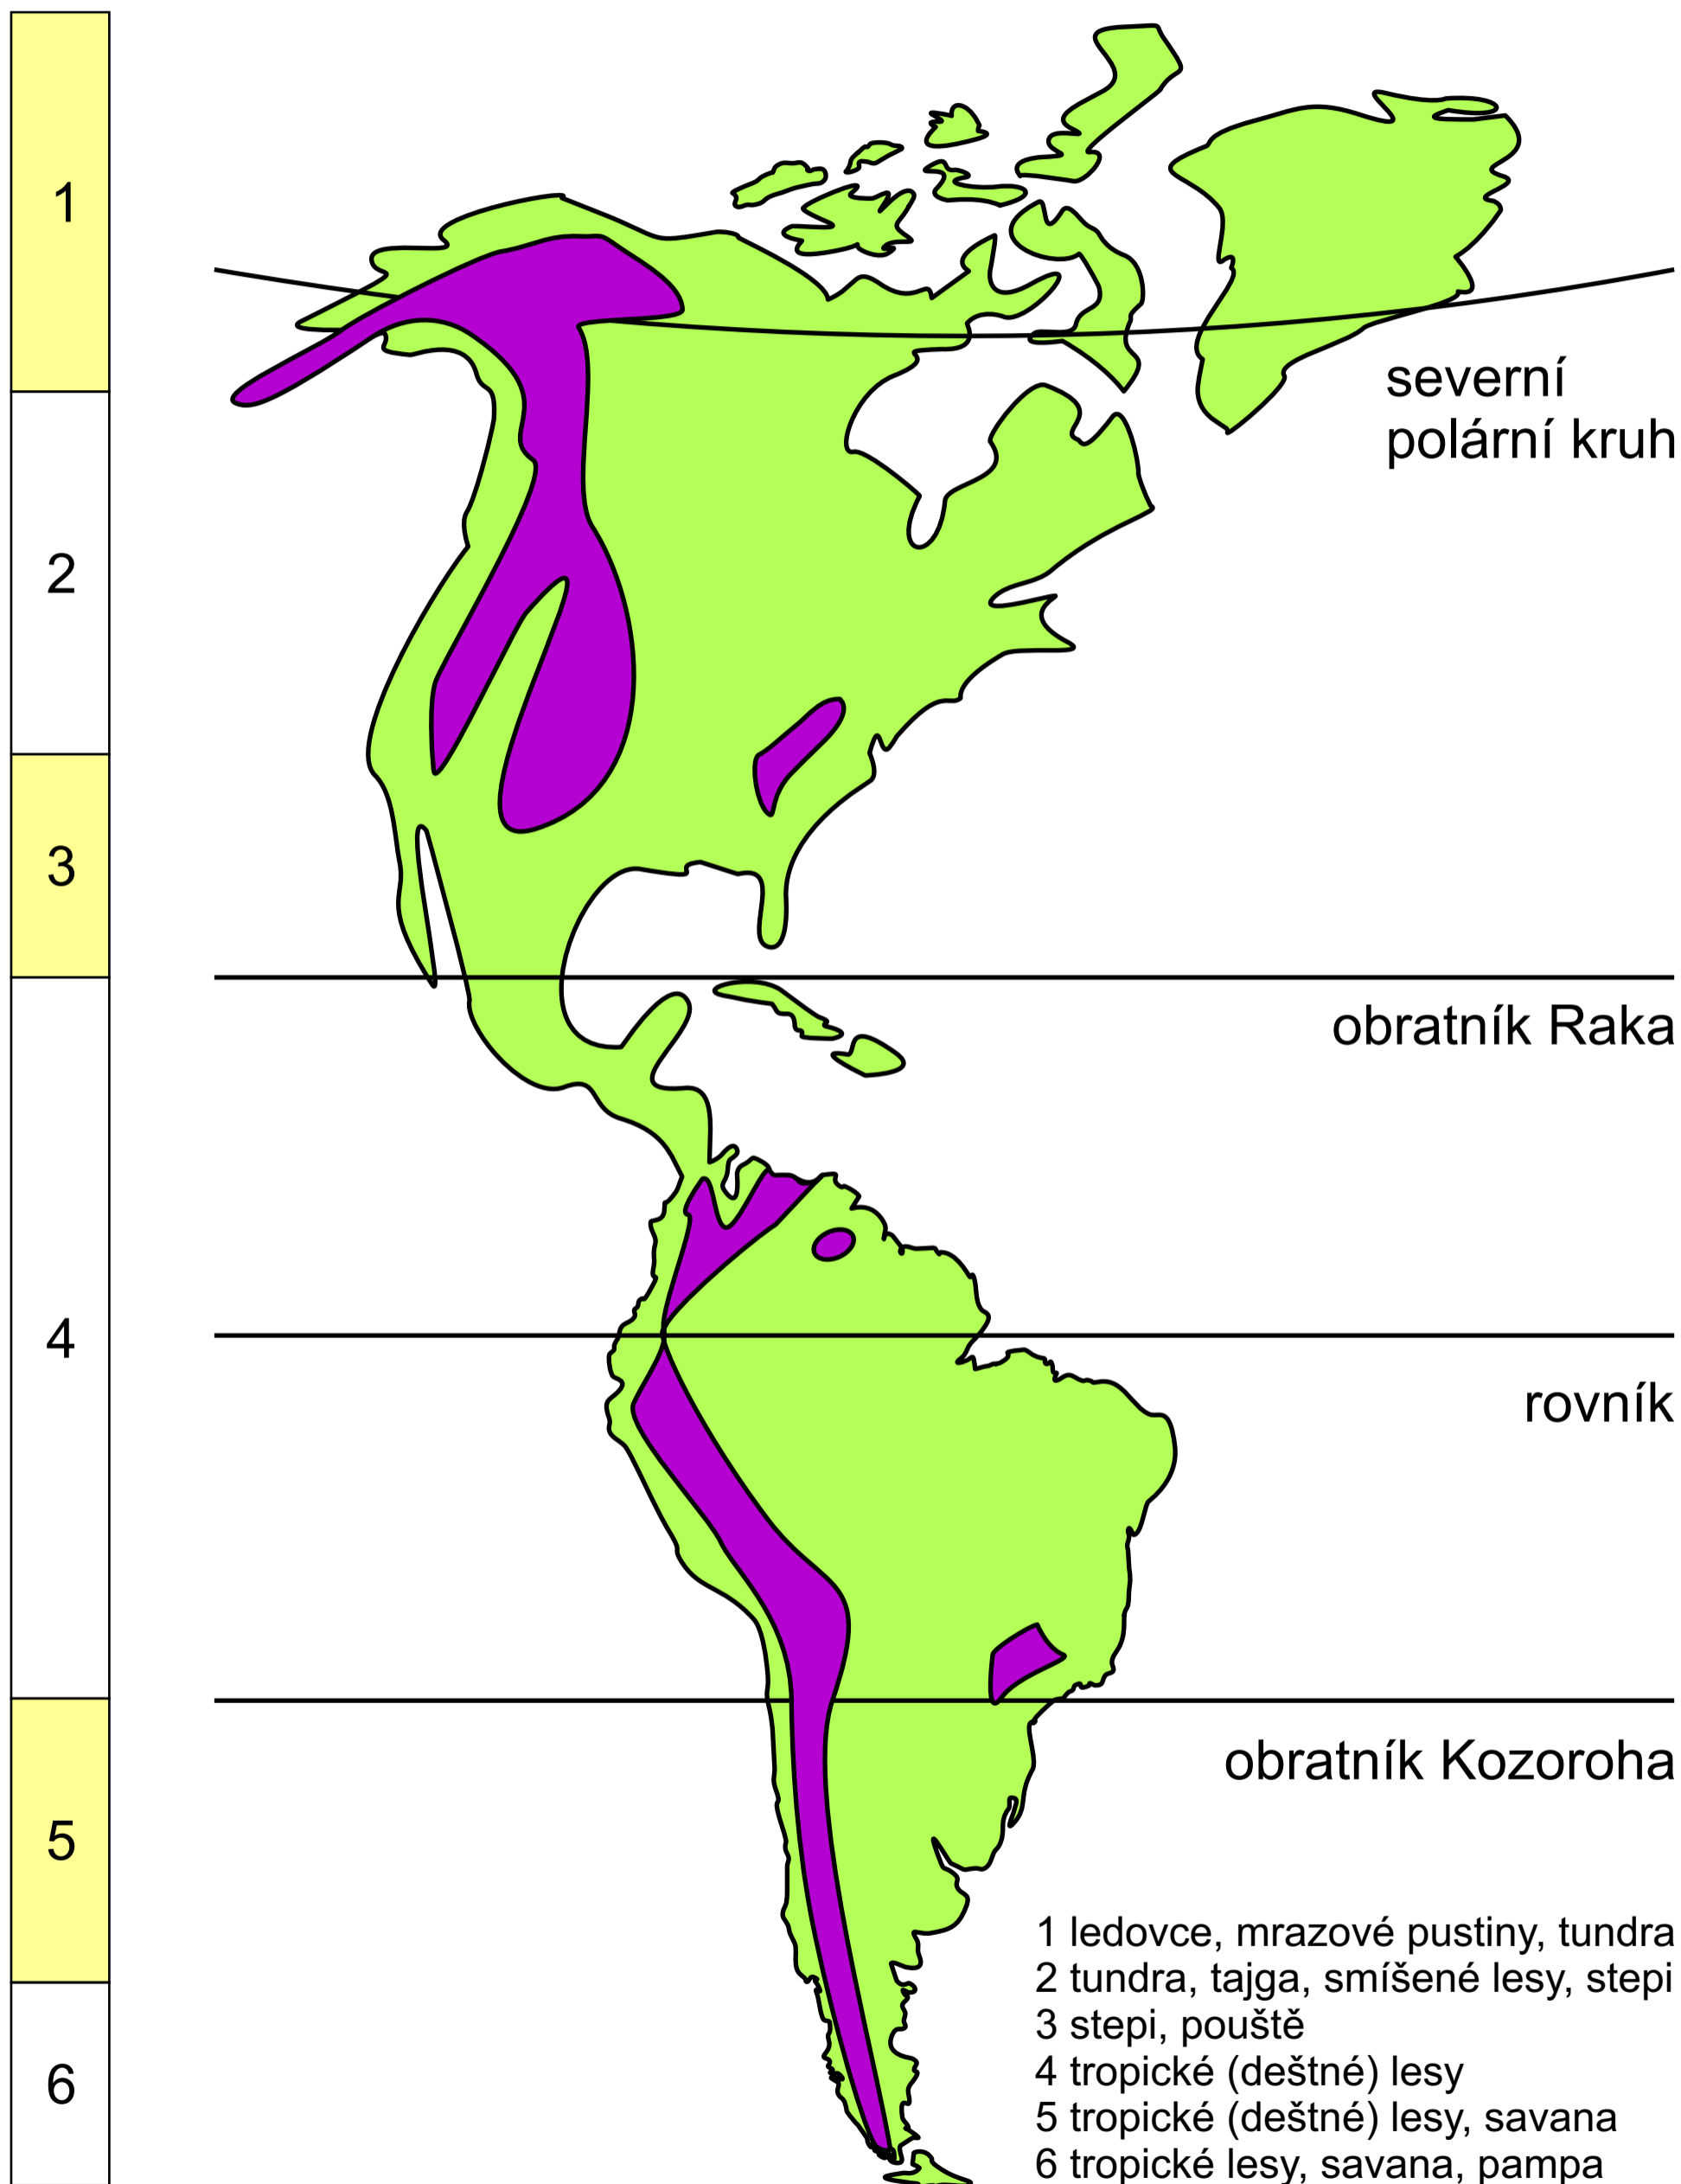 1
2
3
4
5
6
severní
polární kruh
obratník Raka
rovník
obratník Kozoroha
1 ledovce, mrazové pustiny, tundra
2 tundra, tajga, smíšené lesy, stepi
3 stepi, pouště
4 tropické (deštné) lesy
5 tropické (deštné) lesy, savana
6 tropické lesy, savana, pampa